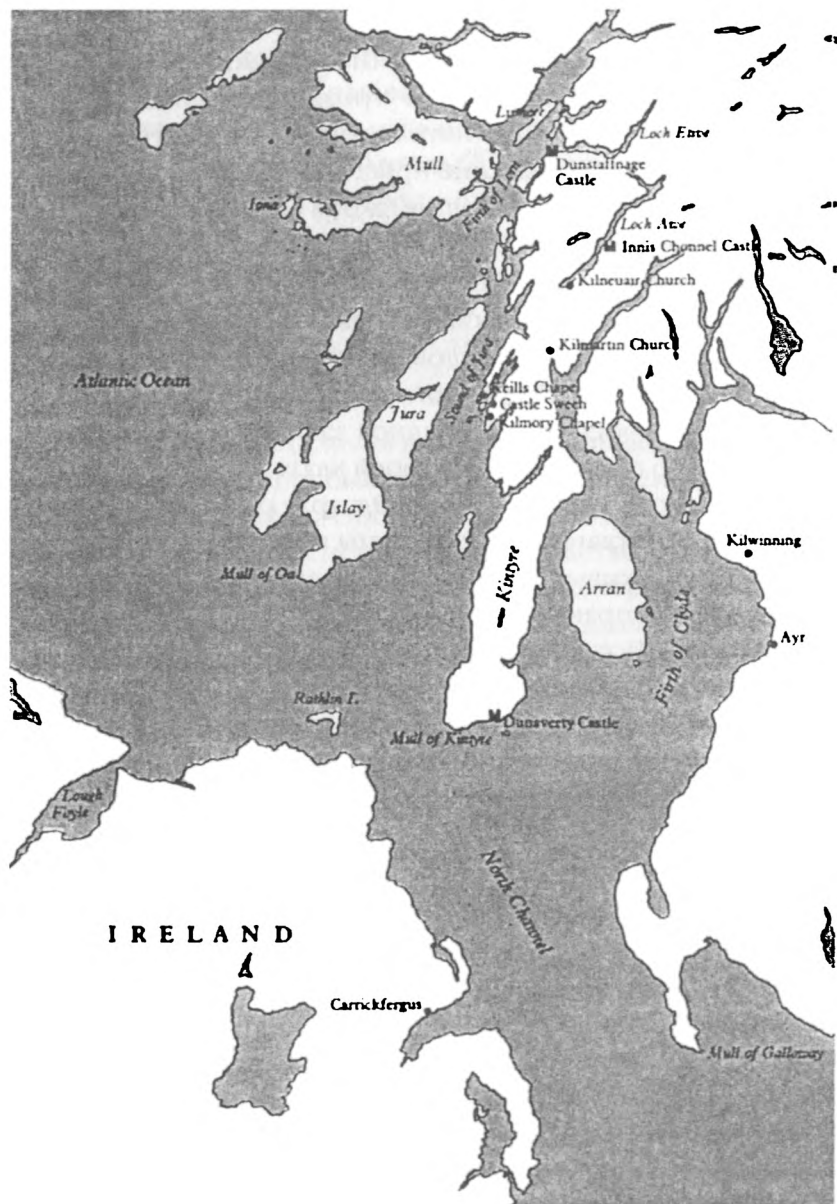 Lismore
Loch Etive
Mull
Dunstaffnage
Castle
Iona
Firth of Lorn
Loch Awe
Innis Chonnel Castle
Kilneuair Church
Kilmartin Church
Sound of Jura
Atlantic Ocean
Keills Chapel
Castle Sween
Jura
Kilmory Chapel
Islay
Kilwinning
Mull of Oa
Kintyre
Arran
Firth of Clyde
Ayr
Rathlin I.
Dunaverty Castle
Mull of Kintyre
Lough
Foyle
North Channel
IRELAND
Carrickfergus
Mull of Galloway